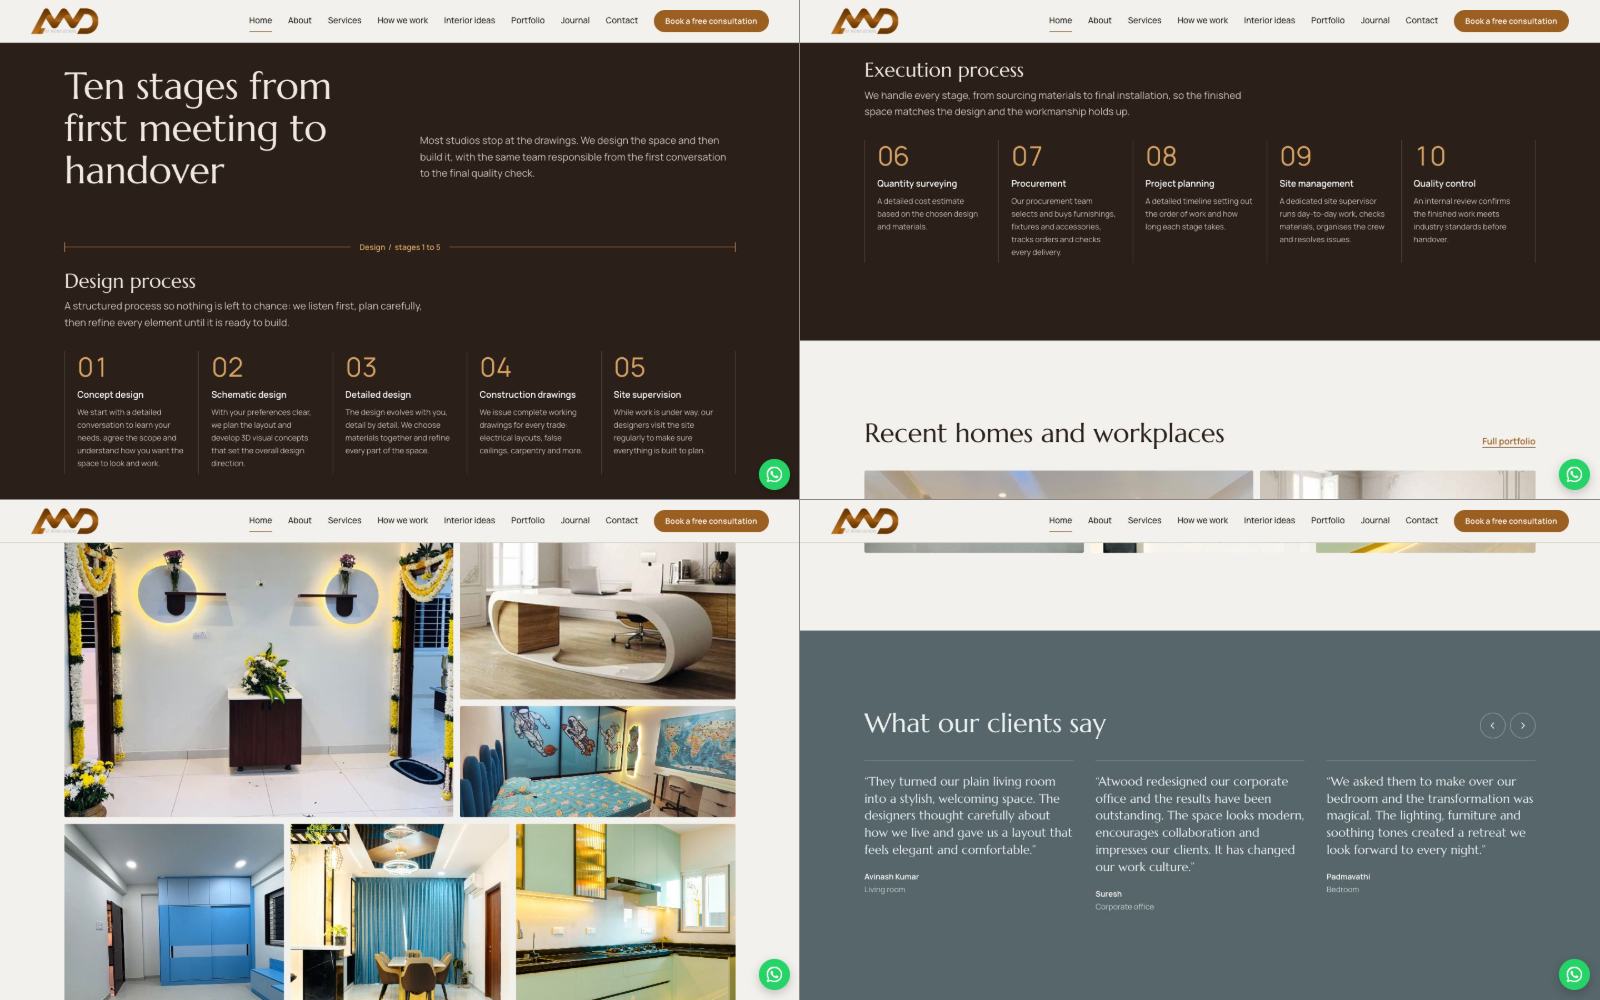 Home About Services How we work Interior ideas Portfolio Journal Contact Book a free consultation
Ten stages from
first meeting to
handover
Most studios stop at the drawings. We design the space and then
build it, with the same team responsible from the first conversation
to the final quality check.
Design / stages 1 to 5
Design process
A structured process so nothing is left to chance: we listen first, plan carefully,
then refine every element until it is ready to build.
01
Concept design
We start with a detailed
conversation to learn your
needs, agree the scope and
understand how you want the
space to look and work.
02
Schematic design
With your preferences clear,
we plan the layout and
develop 3D visual concepts
that set the overall design
direction.
03
Detailed design
The design evolves with you,
detail by detail. We choose
materials together and refine
every part of the space.
04
Construction drawings
We issue complete working
drawings for every trade:
electrical layouts, false
ceilings, carpentry and more.
05
Site supervision
While work is under way, our
designers visit the site
regularly to make sure
everything is built to plan.
Home About Services How we work Interior ideas Portfolio Journal Contact Book a free consultation
Execution process
We handle every stage, from sourcing materials to final installation, so the finished
space matches the design and the workmanship holds up.
06
Quantity surveying
A detailed cost estimate
based on the chosen design
and materials.
07
Procurement
Our procurement team
selects and buys furnishings,
fixtures and accessories,
tracks orders and checks
every delivery.
08
Project planning
A detailed timeline setting out
the order of work and how
long each stage takes.
09
Site management
A dedicated site supervisor
runs day-to-day work, checks
materials, organises the crew
and resolves issues.
10
Quality control
An internal review confirms
the finished work meets
industry standards before
handover.
Recent homes and workplaces
Full portfolio
Home About Services How we work Interior ideas Portfolio Journal Contact Book a free consultation
Home About Services How we work Interior ideas Portfolio Journal Contact Book a free consultation
What our clients say
“They turned our plain living room
into a stylish, welcoming space. The
designers thought carefully about
how we live and gave us a layout that
feels elegant and comfortable.”
Avinash Kumar
Living room
“Atwood redesigned our corporate
office and the results have been
outstanding. The space looks modern,
encourages collaboration and
impresses our clients. It has changed
our work culture.”
Suresh
Corporate office
“We asked them to make over our
bedroom and the transformation was
magical. The lighting, furniture and
soothing tones created a retreat we
look forward to every night.”
Padmavathi
Bedroom